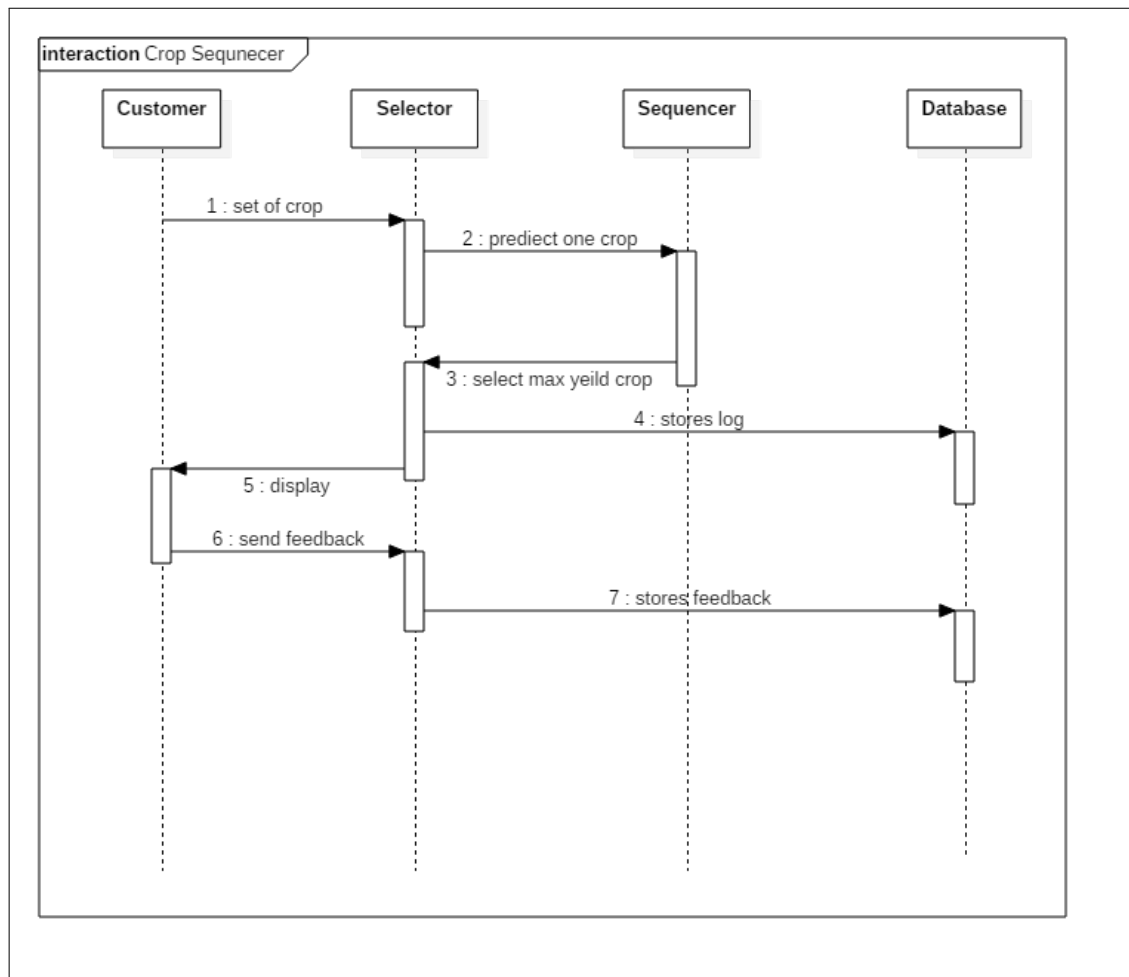 interaction Crop Sequnecer
Customer
Selector
Sequencer
Database
1 : set of crop
2 : prediect one crop
3 : select max yeild crop
4 : stores log
5 : display
6 : send feedback
7 : stores feedback